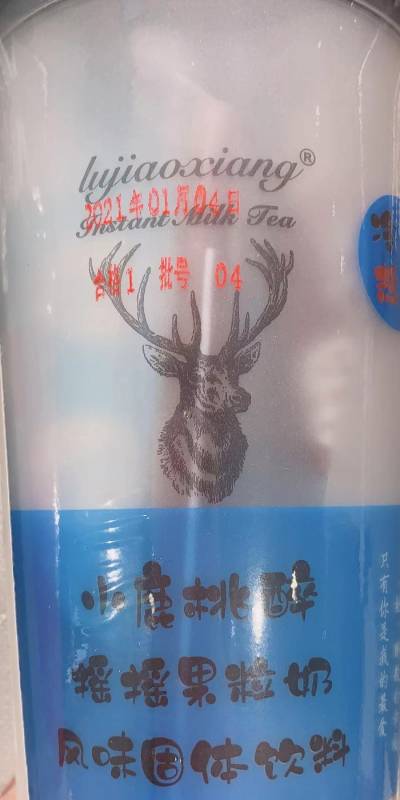 lujiaoxiang®
2021年01月04日
Instant Milk Tea
合格1 批号 04
小鹿桃醉
摇摇果粒奶
风味固体饮料
只有你是我的最爱